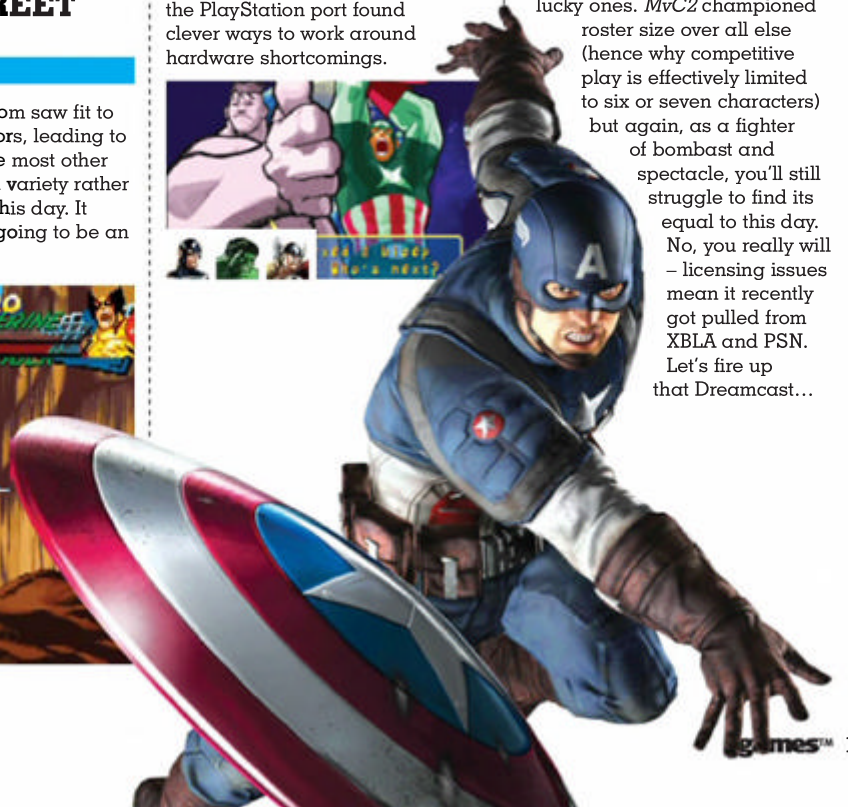 REET
om saw fit to
ors, leading to
e most other
variety rather
his day. It
going to be an
ERINE
the PlayStation port found
clever ways to work around
hardware shortcomings.
Who's next?
lucky ones. MvC2 championed
roster size over all else
(hence why competitive
play is effectively limited
to six or seven characters)
but again, as a fighter
of bombast and
spectacle, you'll still
struggle to find its
equal to this day.
No, you really will
– licensing issues
mean it recently
got pulled from
XBLA and PSN.
Let's fire up
that Dreamcast…
A
games™